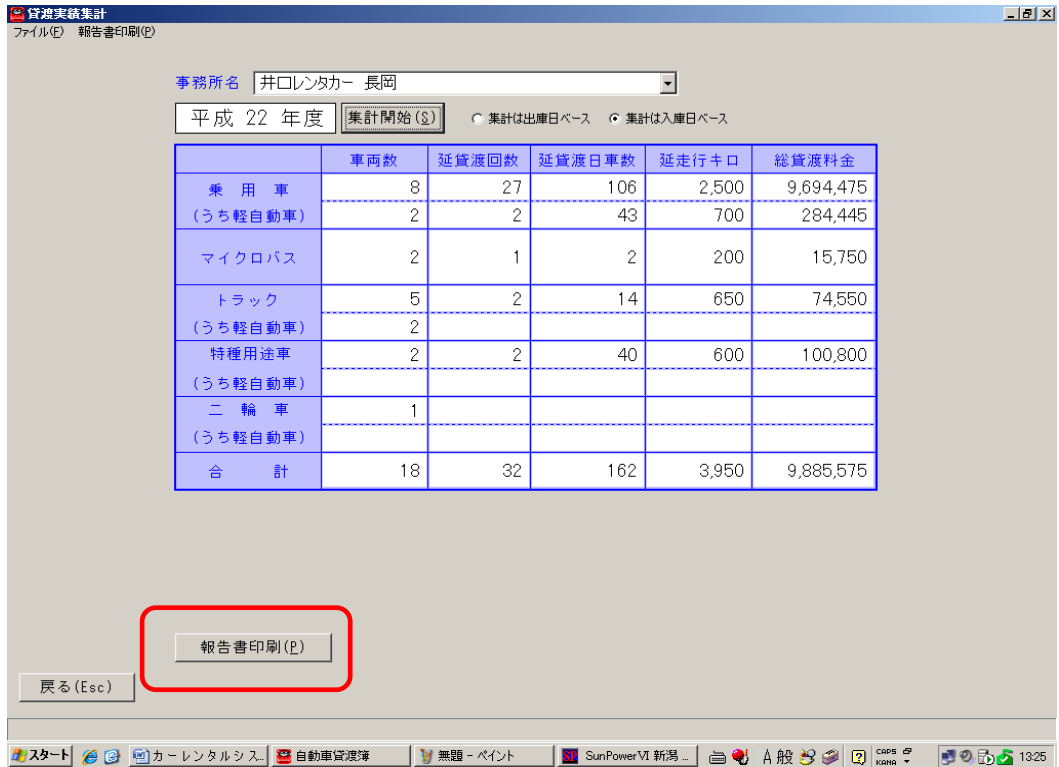 貸渡実績集計
ファイル(F) 報告書印刷(P)
事務所名 井口レンタカー 長岡
平成 22 年度 集計開始(S) 集計は出庫日ベース 集計は入庫日ベース
車両数 延貸渡回数 延貸渡日車数 延走行キロ 総貸渡料金
乗 用 車 8 27 106 2,500 9,694,475
(うち軽自動車) 2 2 43 700 284,445
マイクロバス 2 1 2 200 15,750
トラック 5 2 14 650 74,550
(うち軽自動車) 2
特種用途車 2 2 40 600 100,800
(うち軽自動車)
二 輪 車 1
(うち軽自動車)
合 計 18 32 162 3,950 9,885,575
報告書印刷(P)
戻る(Esc)
スタート カーレンタルシス... 自動車貸渡簿 無題 - ペイント SP SunPowerVI 新潟 ... A 般 CAPS KANA 13:25